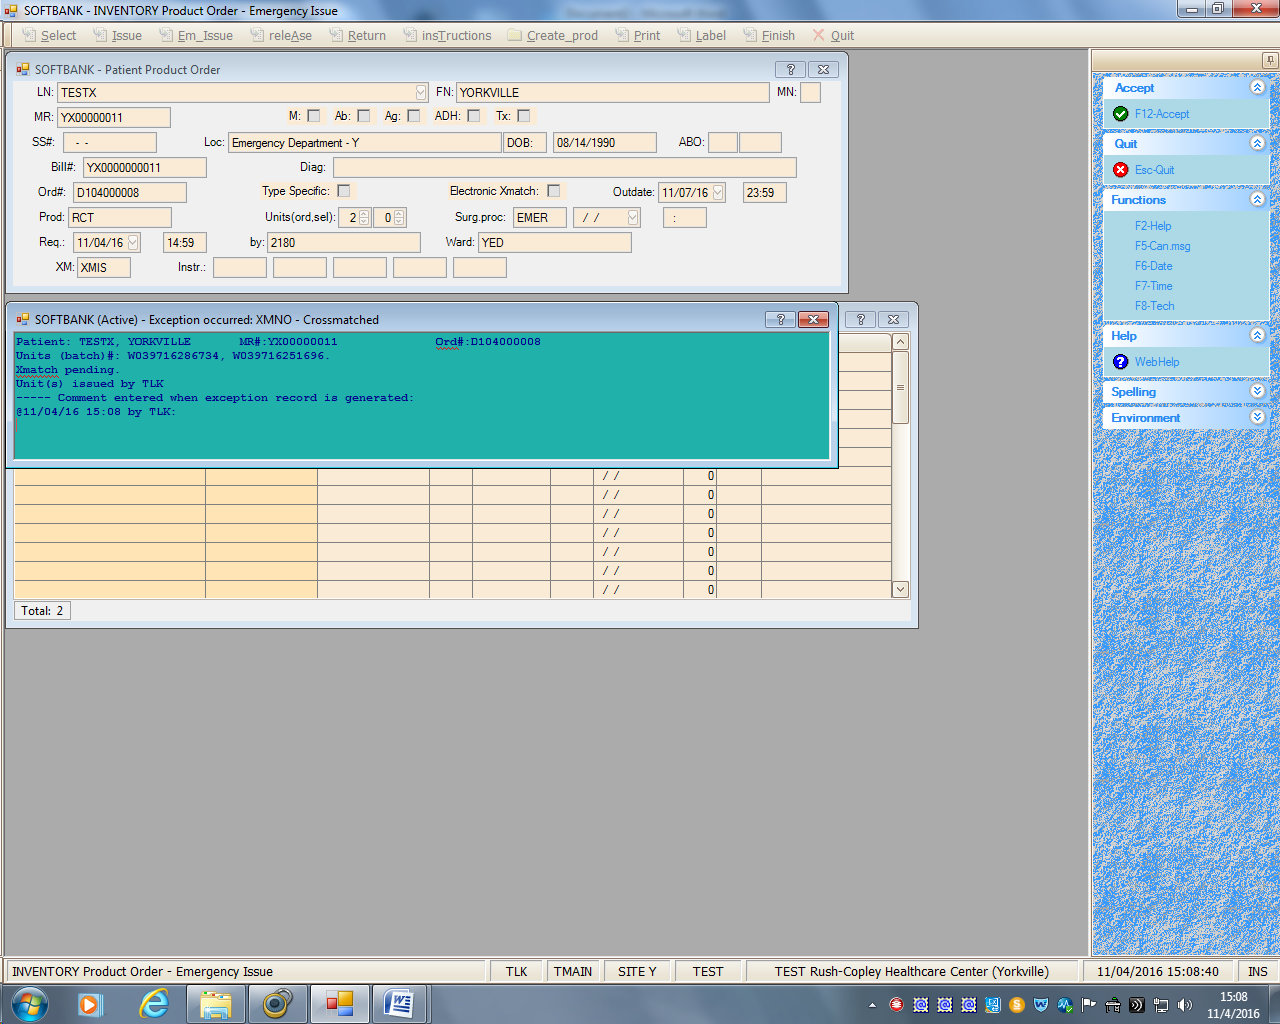 SOFTBANK - INVENTORY Product Order - Emergency Issue
Select Issue Em_Issue releAse Return insTructions Create_prod Print Label Finish Quit
SOFTBANK - Patient Product Order
LN: TESTX FN: YORKVILLE MN:
MR: YX00000011 M: Ab: Ag: ADH: Tx:
SS#: - - Loc: Emergency Department - Y DOB: 08/14/1990 ABO:
Bill#: YX0000000011 Diag:
Ord#: D104000008 Type Specific: Electronic Xmatch: Outdate: 11/07/16 23:59
Prod: RCT Units(ord,sel): 2 0 Surg.proc: EMER / / :
Req.: 11/04/16 14:59 by: 2180 Ward: YED
XM: XMIS Instr.:
SOFTBANK (Active) - Exception occurred: XMNO - Crossmatched
Patient: TESTX, YORKVILLE MR#:YX00000011 Ord#:D104000008
Units (batch)#: W039716286734, W039716251696.
Xmatch pending.
Unit(s) issued by TLK
----- Comment entered when exception record is generated:
@11/04/16 15:08 by TLK:
/ / 0
/ / 0
/ / 0
/ / 0
/ / 0
/ / 0
/ / 0
Total: 2
Accept
F12-Accept
Quit
Esc-Quit
Functions
F2-Help
F5-Can.msg
F6-Date
F7-Time
F8-Tech
Help
WebHelp
Spelling
Environment
INVENTORY Product Order - Emergency Issue TLK TMAIN SITE Y TEST TEST Rush-Copley Healthcare Center (Yorkville) 11/04/2016 15:08:40 INS
15:08
11/4/2016